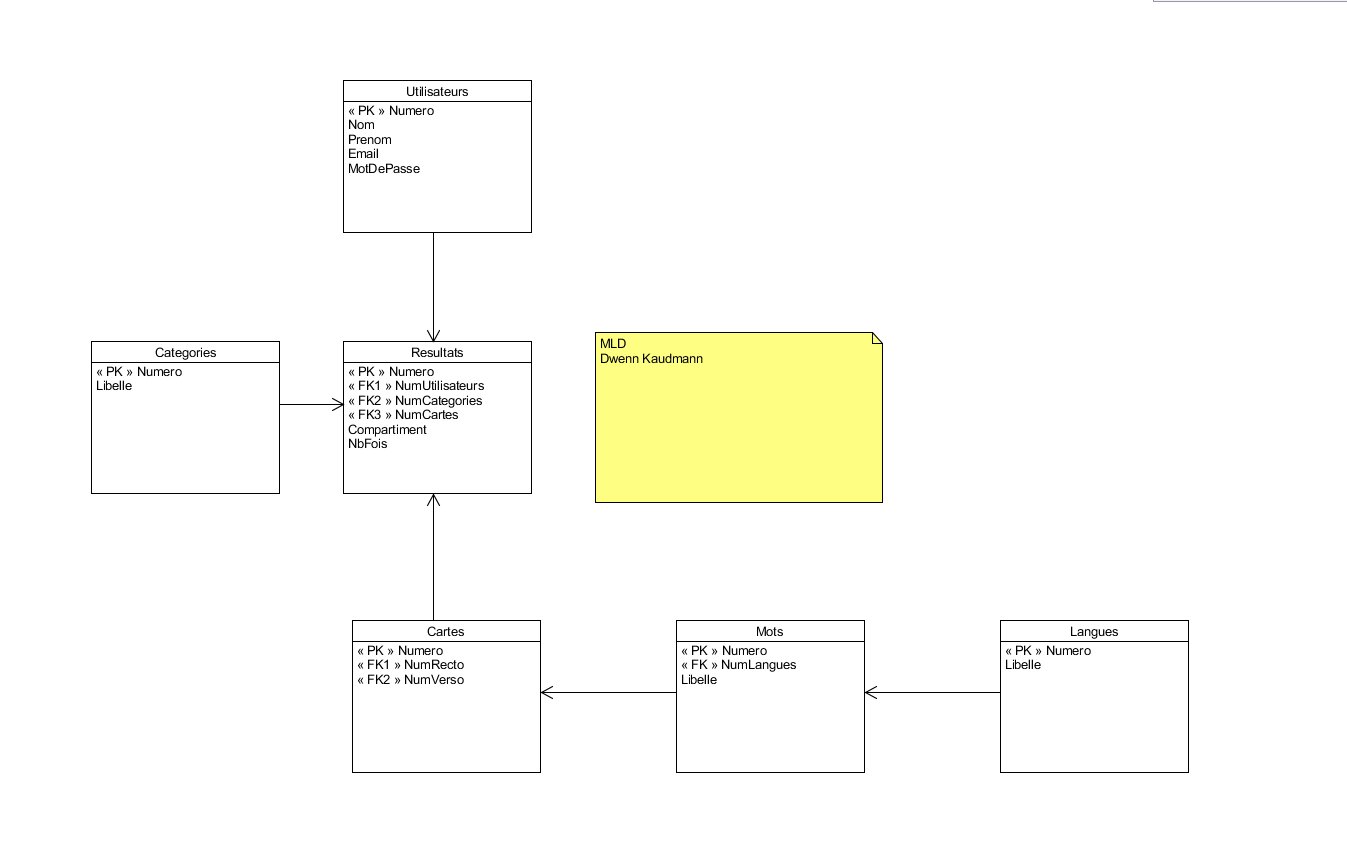 Utilisateurs
« PK » Numero
Nom
Prenom
Email
MotDePasse
Categories
« PK » Numero
Libelle
Resultats
« PK » Numero
« FK1 » NumUtilisateurs
« FK2 » NumCategories
« FK3 » NumCartes
Compartiment
NbFois
MLD
Dwenn Kaudmann
Cartes
« PK » Numero
« FK1 » NumRecto
« FK2 » NumVerso
Mots
« PK » Numero
« FK » NumLangues
Libelle
Langues
« PK » Numero
Libelle